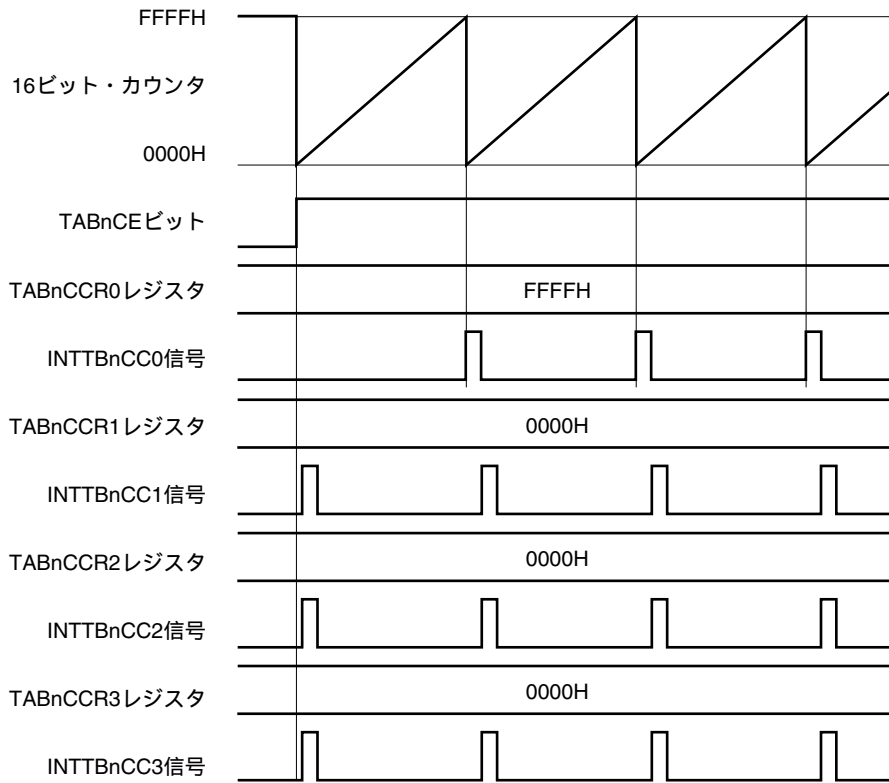 FFFFH
16ビット・カウンタ
0000H
TABnCEビット
TABnCCR0レジスタ
FFFFH
INTTBnCC0信号
TABnCCR1レジスタ
0000H
INTTBnCC1信号
TABnCCR2レジスタ
0000H
INTTBnCC2信号
TABnCCR3レジスタ
0000H
INTTBnCC3信号